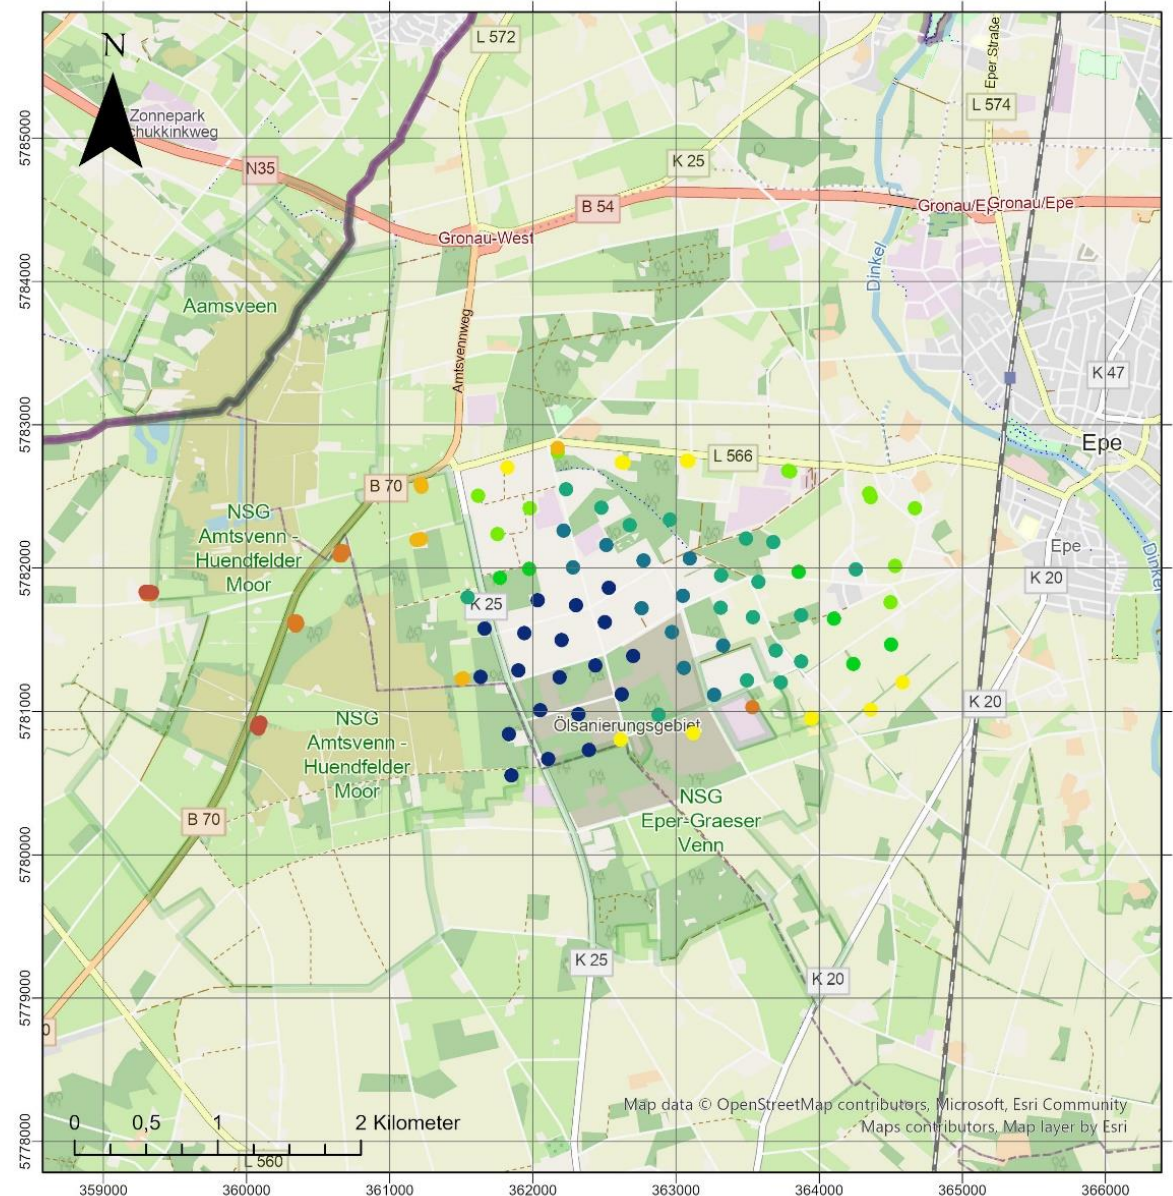 L 572
N
Eper Straße
L 574
Zonnepark
chukkinkweg
5785000
K 25
N35
B 54
Gronau/Ep
Gronau/Epe
Gronau-West
Dinkel
5784000
Aamsveen
Amtsvennweg
K 47
5783000
Epe
L 566
B 70
NSG
Amtsvenn -
Huendfelder
Moor
Epe
Dinkel
5782000
K 20
K 25
5781000
K 20
NSG
Amtsvenn -
Huendfelder
Moor
Ölsanierungsgebiet
NSG
Eper-Graeser
Venn
B 70
5780000
K 25
K 20
5779000
0
Map data © OpenStreetMap contributors, Microsoft, Esri Community
Maps contributors, Map layer by Esri
0 0,5 1 2 Kilometer
5778000
L 560
359000 360000 361000 362000 363000 364000 365000 366000